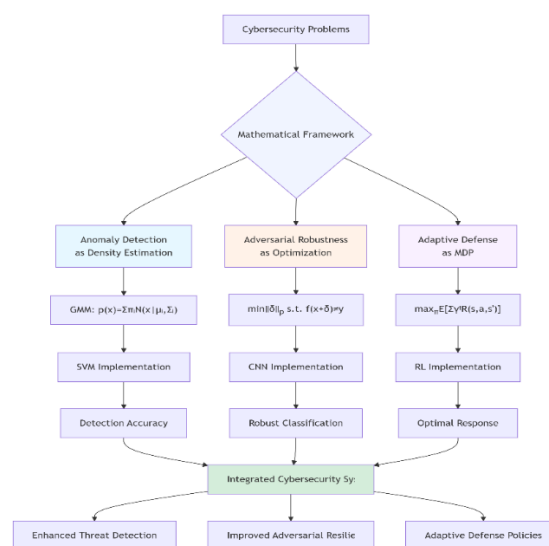 Cybersecurity Problems
Mathematical Framework
Anomaly Detection
as Density Estimation
Adversarial Robustness
as Optimization
Adaptive Defense
as MDP
GMM: p(x)=ΣπᵢN(x|μᵢ,Σᵢ)
min‖δ‖ₚ s.t. f(x+δ)≠y
maxπE[ΣγᵗR(s,a,s')]
SVM Implementation
CNN Implementation
RL Implementation
Detection Accuracy
Robust Classification
Optimal Response
Integrated Cybersecurity Sy:
Enhanced Threat Detection
Improved Adversarial Resilie
Adaptive Defense Policies